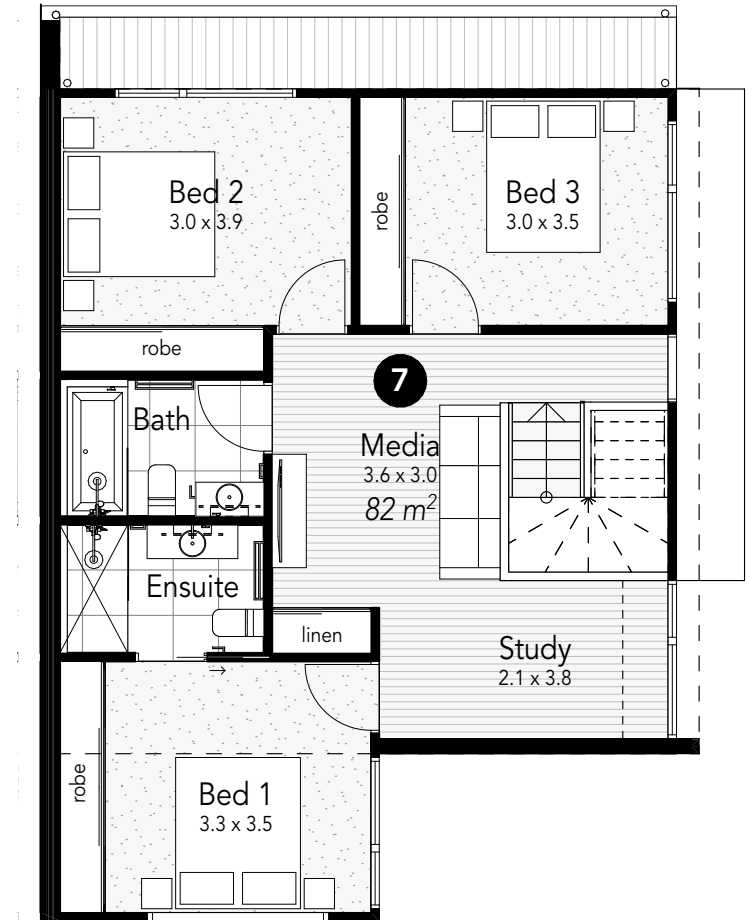 Bed 2
3.0 x 3.9
robe
Bed 3
3.0 x 3.5
robe
7
Bath
Media
3.6 x 3.0
82 m²
Ensuite
linen
Study
2.1 x 3.8
robe
Bed 1
3.3 x 3.5